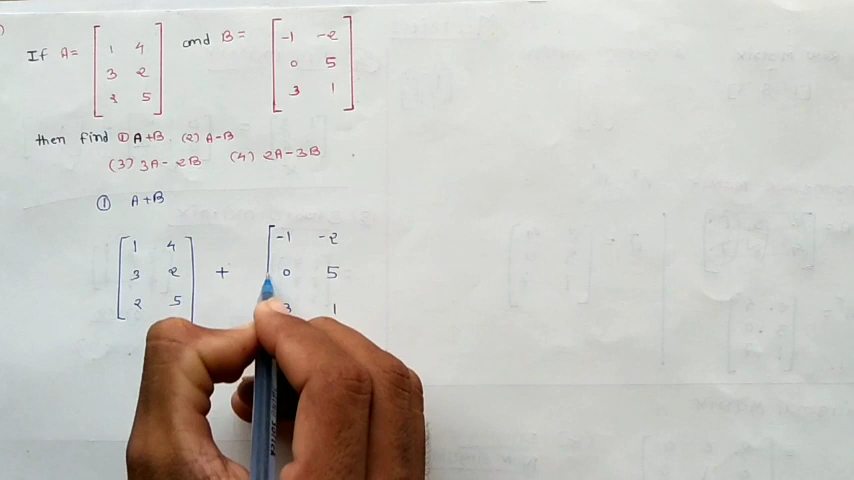 If A= [ 1 4 and B= [ -1 -2
3 2 0 5
2 5 ] 3 1 ]
then find ① A+B (2) A-B
(3) 3A-2B (4) 2A-3B
① A+B
[ 1 4 + [ -1 -2
3 2 0 5
2 5 ] 3 1